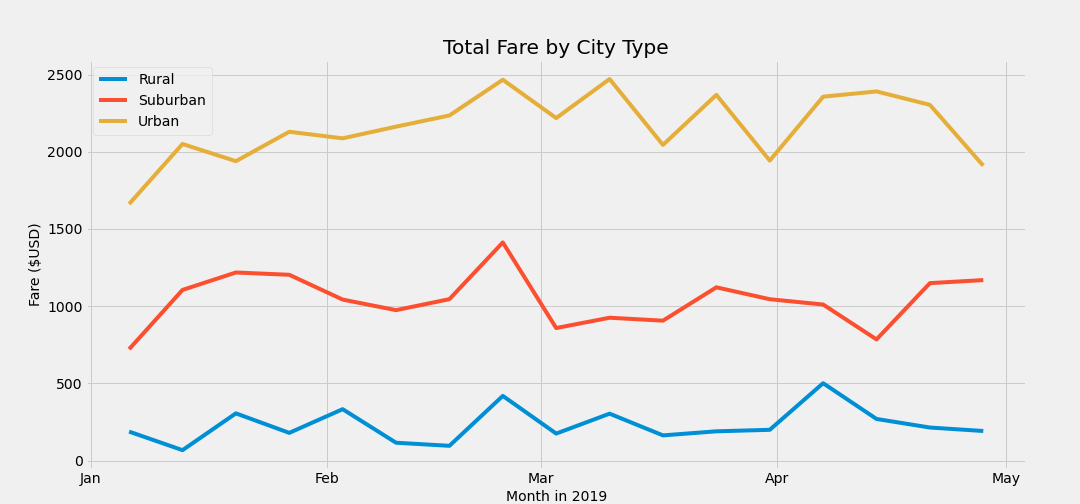 Total Fare by City Type
Rural
Suburban
Urban
Fare ($USD)
2500
2000
1500
1000
500
0
Jan Feb Mar Apr May
Month in 2019